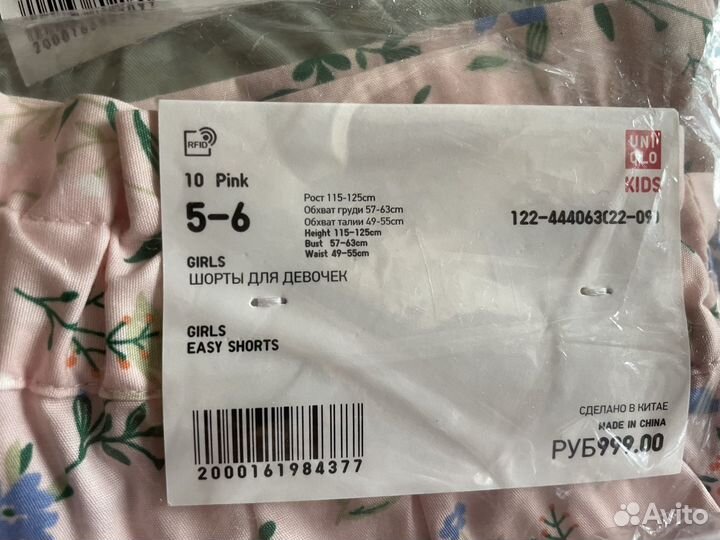 RFID
UNI
QLO
KIDS
10 Pink
5-6
Рост 115-125cm
Обхват груди 57-63cm
Обхват талии 49-55cm
Height 115-125cm
Bust 57-63cm
Waist 49-55cm
122-444063(22-09)
GIRLS
ШОРТЫ ДЛЯ ДЕВОЧЕК
GIRLS
EASY SHORTS
СДЕЛАНО В КИТАЕ
MADE IN CHINA
РУБ999.00
2000161984377
Avito